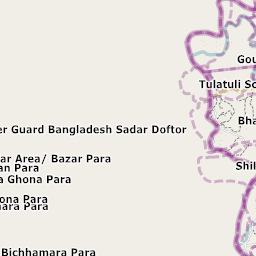 Gou
Tulatuli Sc
Bha
er Guard Bangladesh Sadar Doftor
ar Area/ Bazar Para
an Para
Shil
a Ghona Para
ona Para
nara Para
Bichhamara Para